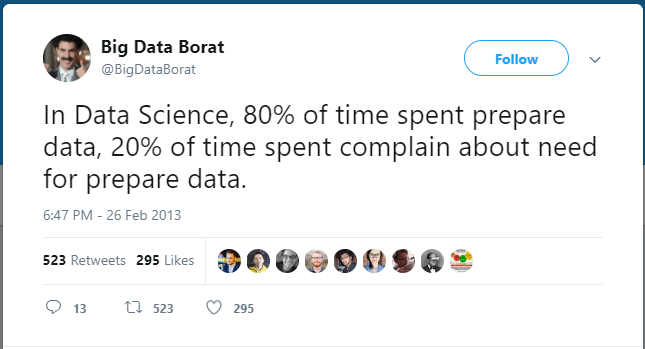 Big Data Borat
@BigDataBorat
Follow
In Data Science, 80% of time spent prepare
data, 20% of time spent complain about need
for prepare data.
6:47 PM - 26 Feb 2013
523 Retweets 295 Likes
13 523 295